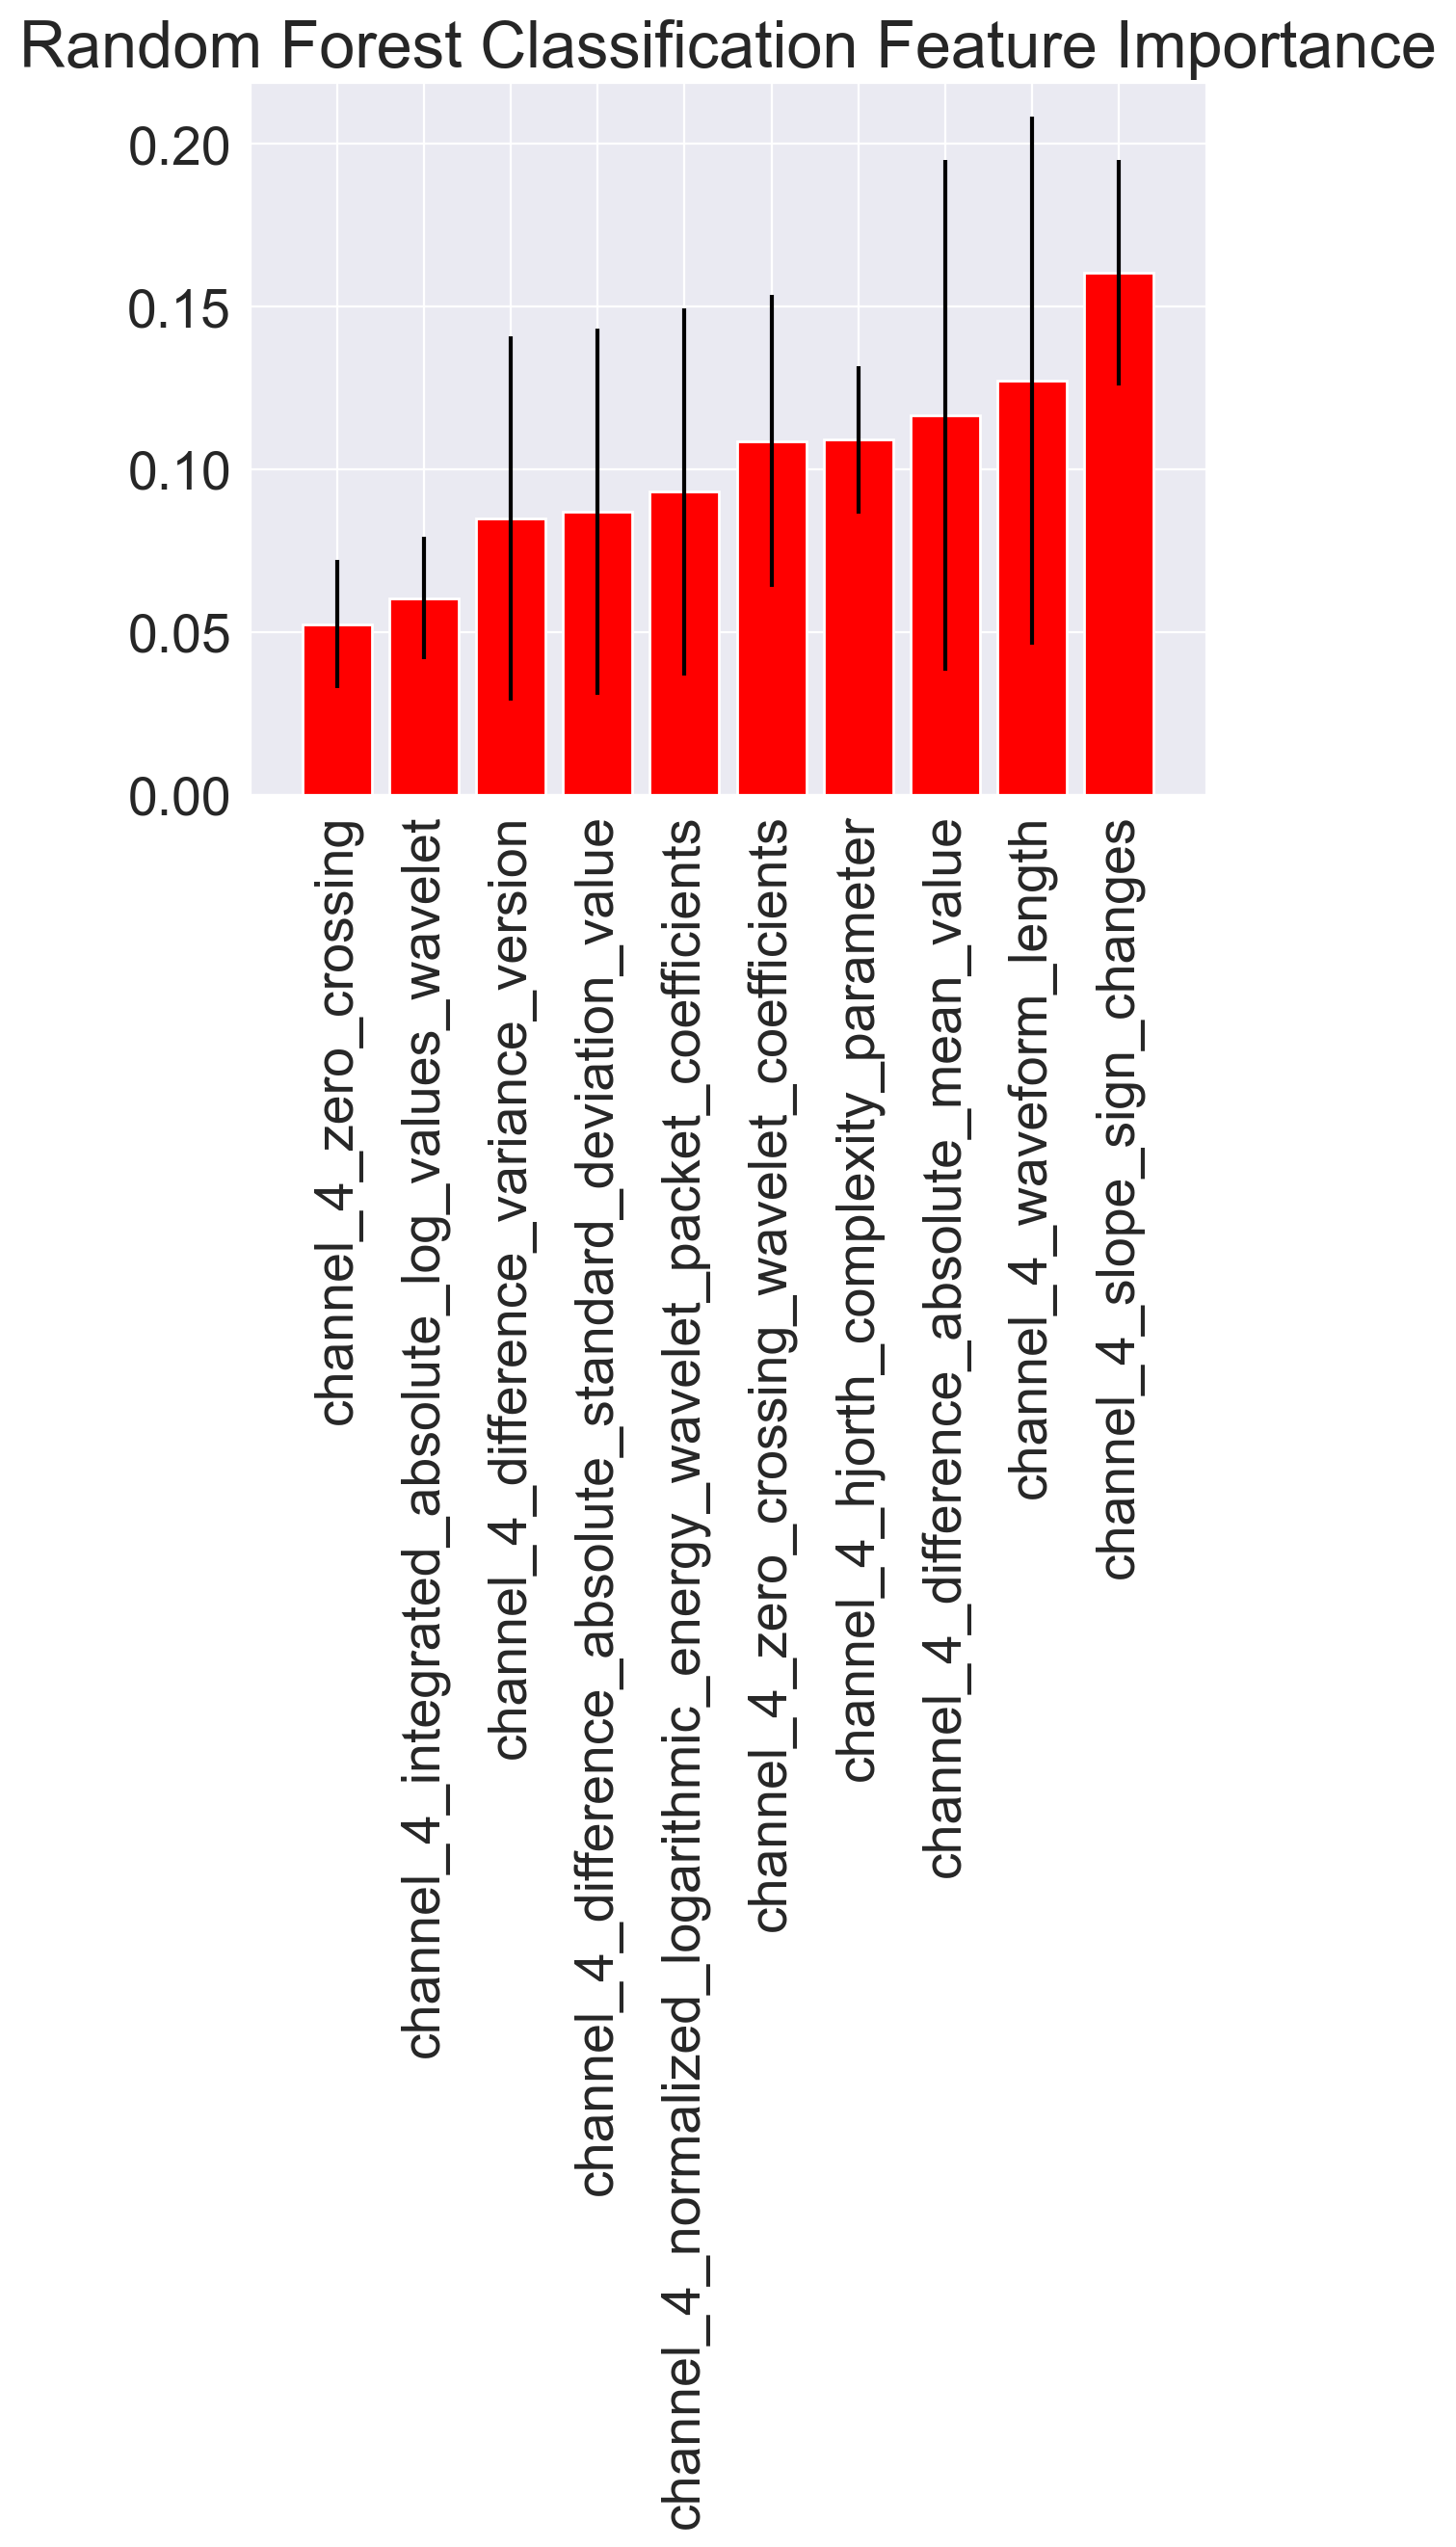 Random Forest Classification Feature Importance
0.20
0.15
0.10
0.05
0.00
channel_4_zero_crossing
channel_4_integrated_absolute_log_values_wavelet
channel_4_difference_variance_version
channel_4_difference_absolute_standard_deviation_value
channel_4_normalized_logarithmic_energy_wavelet_packet_coefficients
channel_4_zero_crossing_wavelet_coefficients
channel_4_hjorth_complexity_parameter
channel_4_difference_absolute_mean_value
channel_4_waveform_length
channel_4_slope_sign_changes